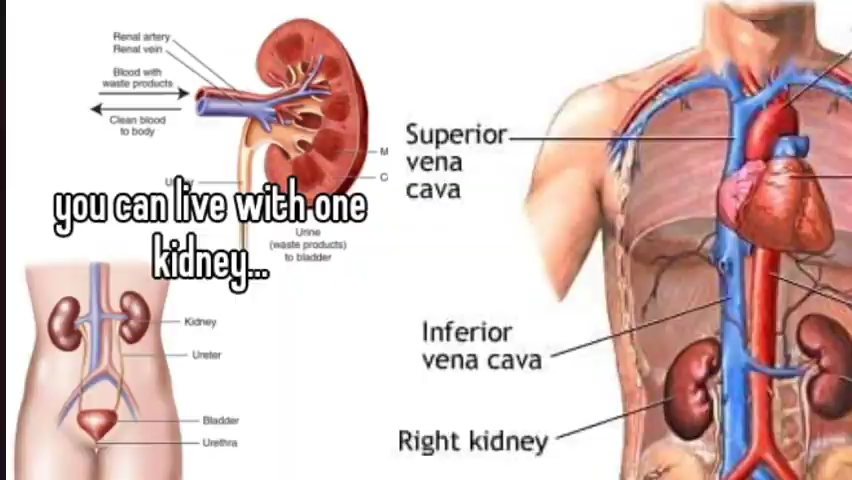 Renal artery
Renal vein
Blood with
waste products
Clean blood
to body
M
C
you can live with one
kidney...
Urine
(waste products)
to bladder
Kidney
Ureter
Bladder
Urethra
Superior
vena
cava
Inferior
vena cava
Right kidney